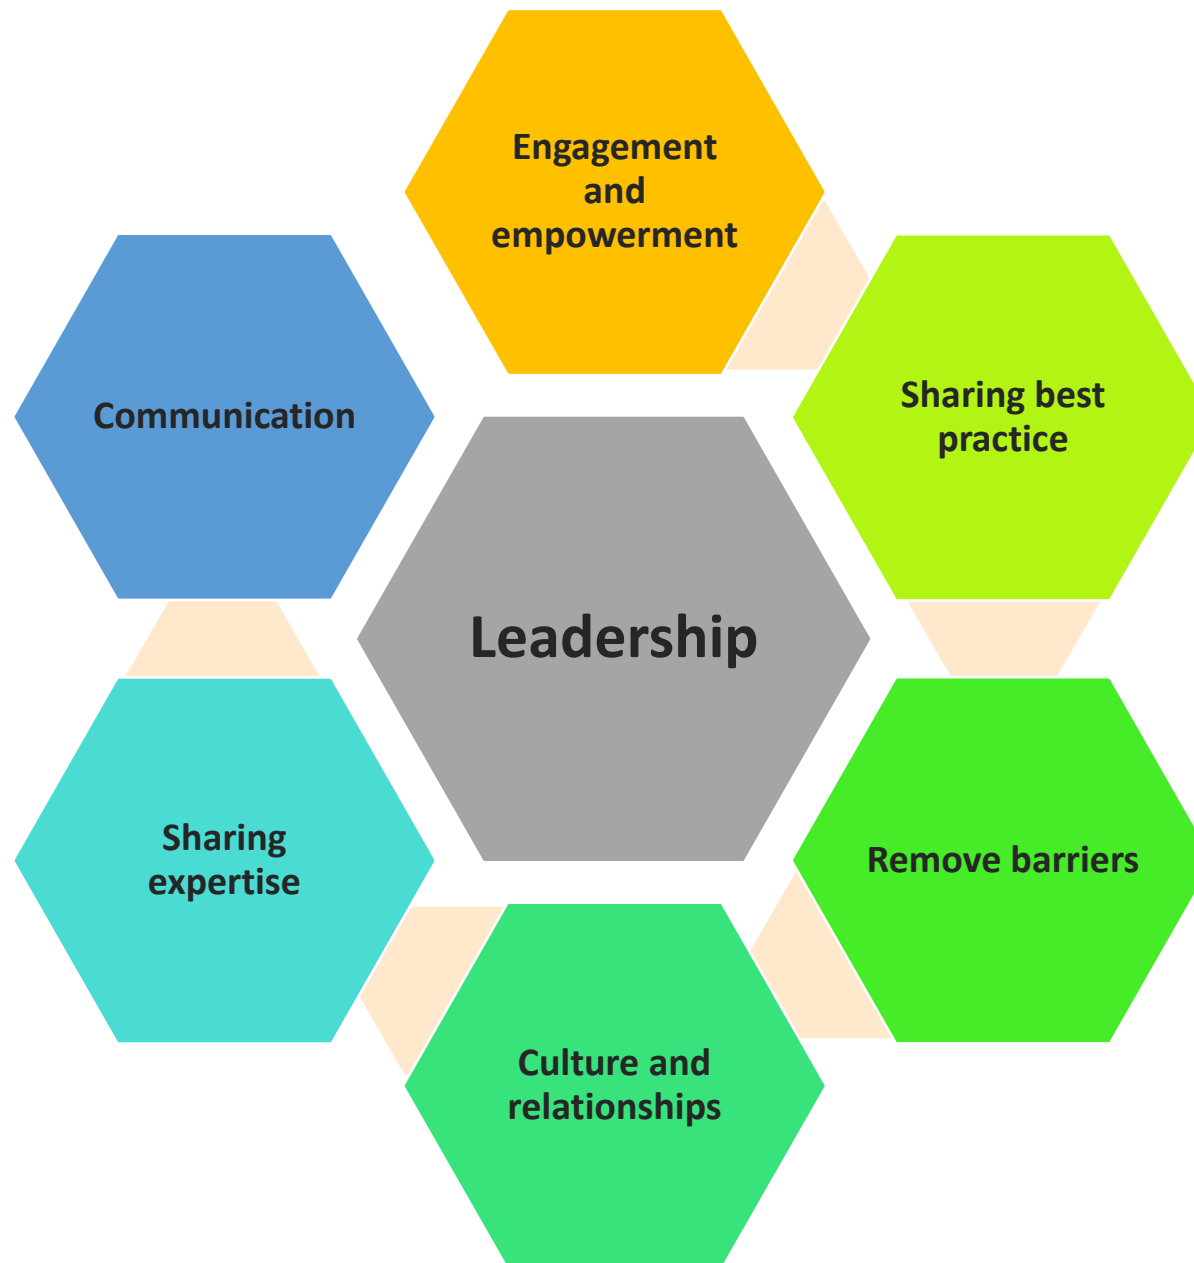 Engagement
and
empowerment
Sharing best
practice
Communication
Leadership
Sharing
expertise
Remove barriers
Culture and
relationships